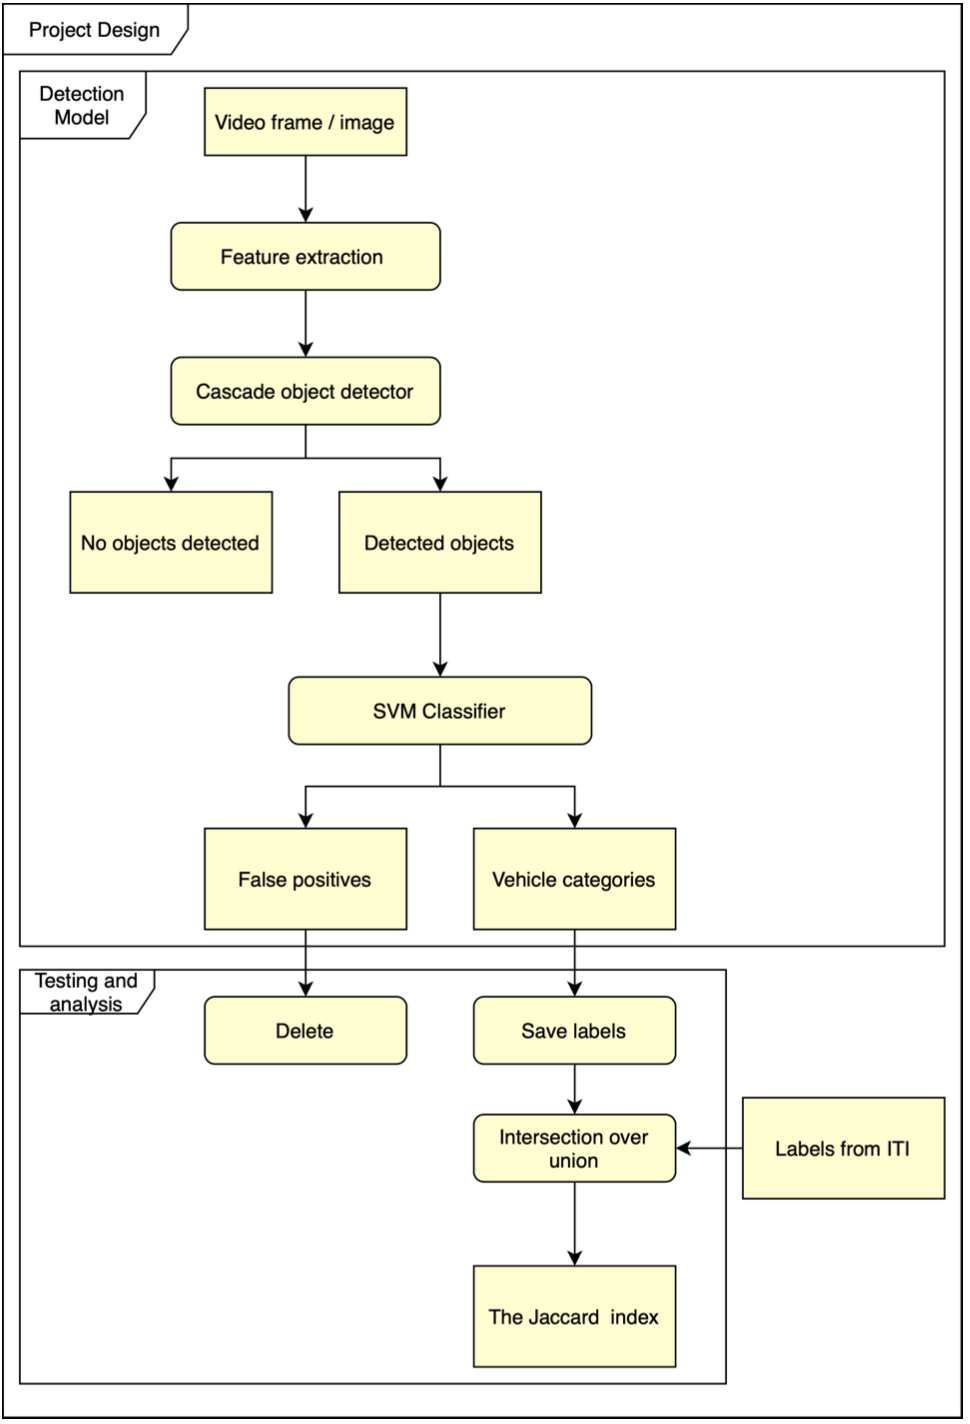 Project Design
Detection
Model
Video frame / image
Feature extraction
Cascade object detector
No objects detected
Detected objects
SVM Classifier
False positives
Vehicle categories
Testing and
analysis
Delete
Save labels
Intersection over
union
Labels from ITI
The Jaccard  index